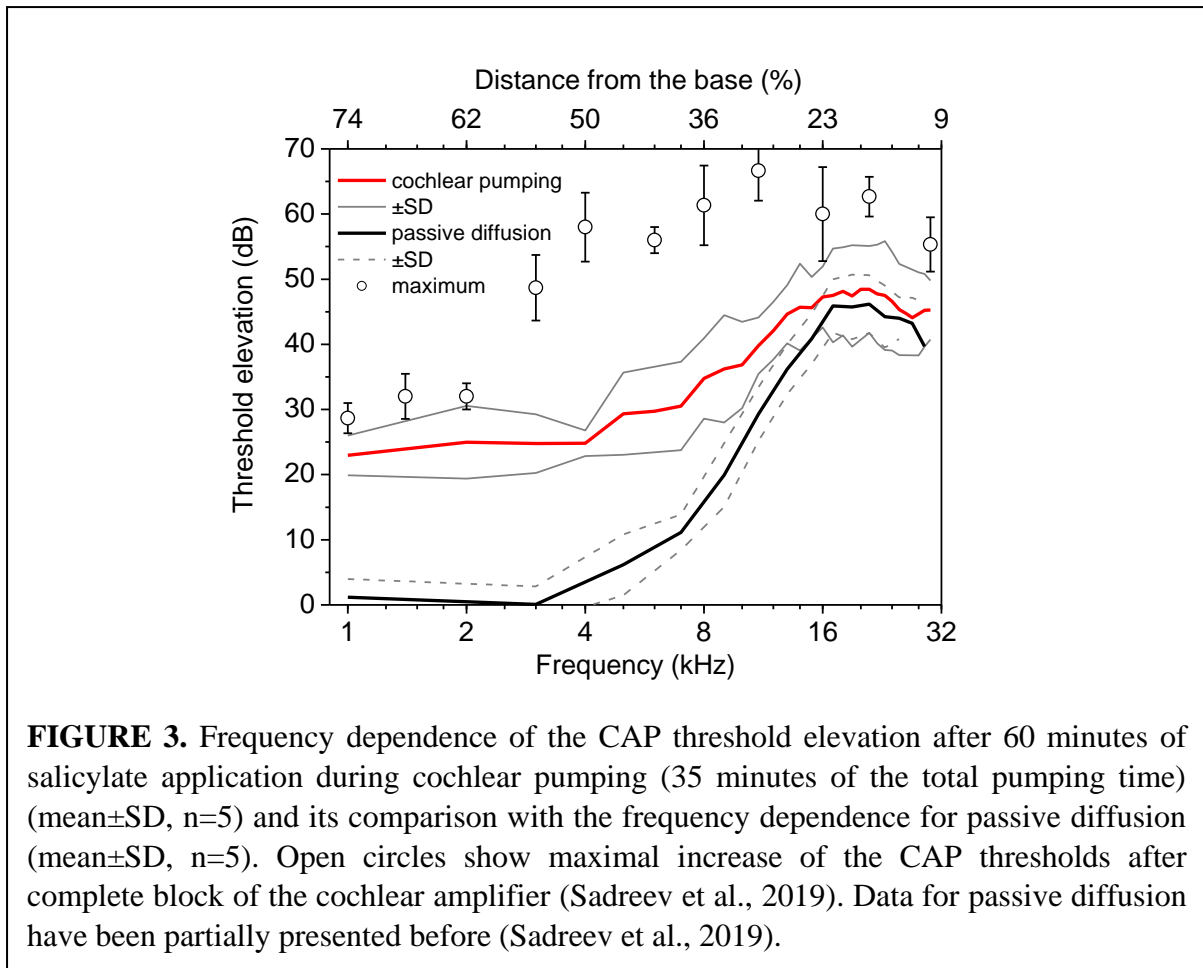 Distance from the base (%)
74 62 50 36 23 9
70
60
50
40
30
20
10
0
Threshold elevation (dB)
cochlear pumping
±SD
passive diffusion
±SD
maximum
1 2 4 8 16 32
Frequency (kHz)
FIGURE 3. Frequency dependence of the CAP threshold elevation after 60 minutes of
salicylate application during cochlear pumping (35 minutes of the total pumping time)
(mean±SD, n=5) and its comparison with the frequency dependence for passive diffusion
(mean±SD, n=5). Open circles show maximal increase of the CAP thresholds after
complete block of the cochlear amplifier (Sadreev et al., 2019). Data for passive diffusion
have been partially presented before (Sadreev et al., 2019).